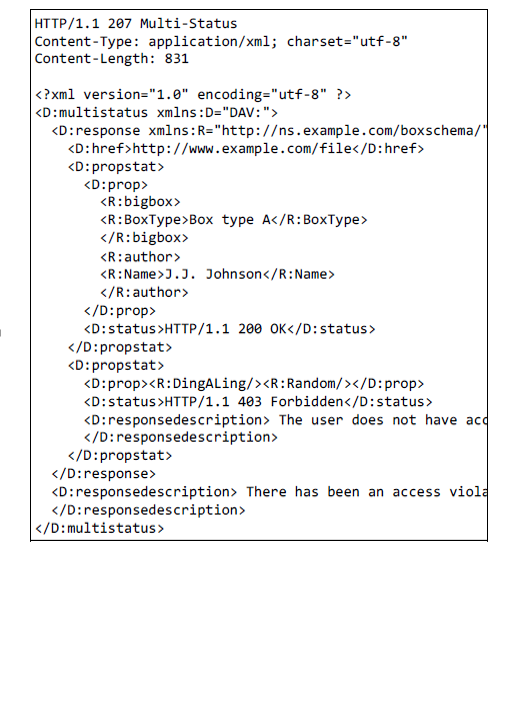 HTTP/1.1 207 Multi-Status
Content-Type: application/xml; charset="utf-8"
Content-Length: 831

<?xml version="1.0" encoding="utf-8" ?>
<D:multistatus xmlns:D="DAV:">
  <D:response xmlns:R="http://ns.example.com/boxschema/"
    <D:href>http://www.example.com/file</D:href>
    <D:propstat>
      <D:prop>
        <R:bigbox>
        <R:BoxType>Box type A</R:BoxType>
        </R:bigbox>
        <R:author>
        <R:Name>J.J. Johnson</R:Name>
        </R:author>
      </D:prop>
      <D:status>HTTP/1.1 200 OK</D:status>
    </D:propstat>
    <D:propstat>
      <D:prop><R:DingALing/><R:Random/></D:prop>
      <D:status>HTTP/1.1 403 Forbidden</D:status>
      <D:responsedescription> The user does not have
      </D:responsedescription>
    </D:propstat>
  </D:response>
  <D:responsedescription> There has been an access
  </D:responsedescription>
</D:multistatus>